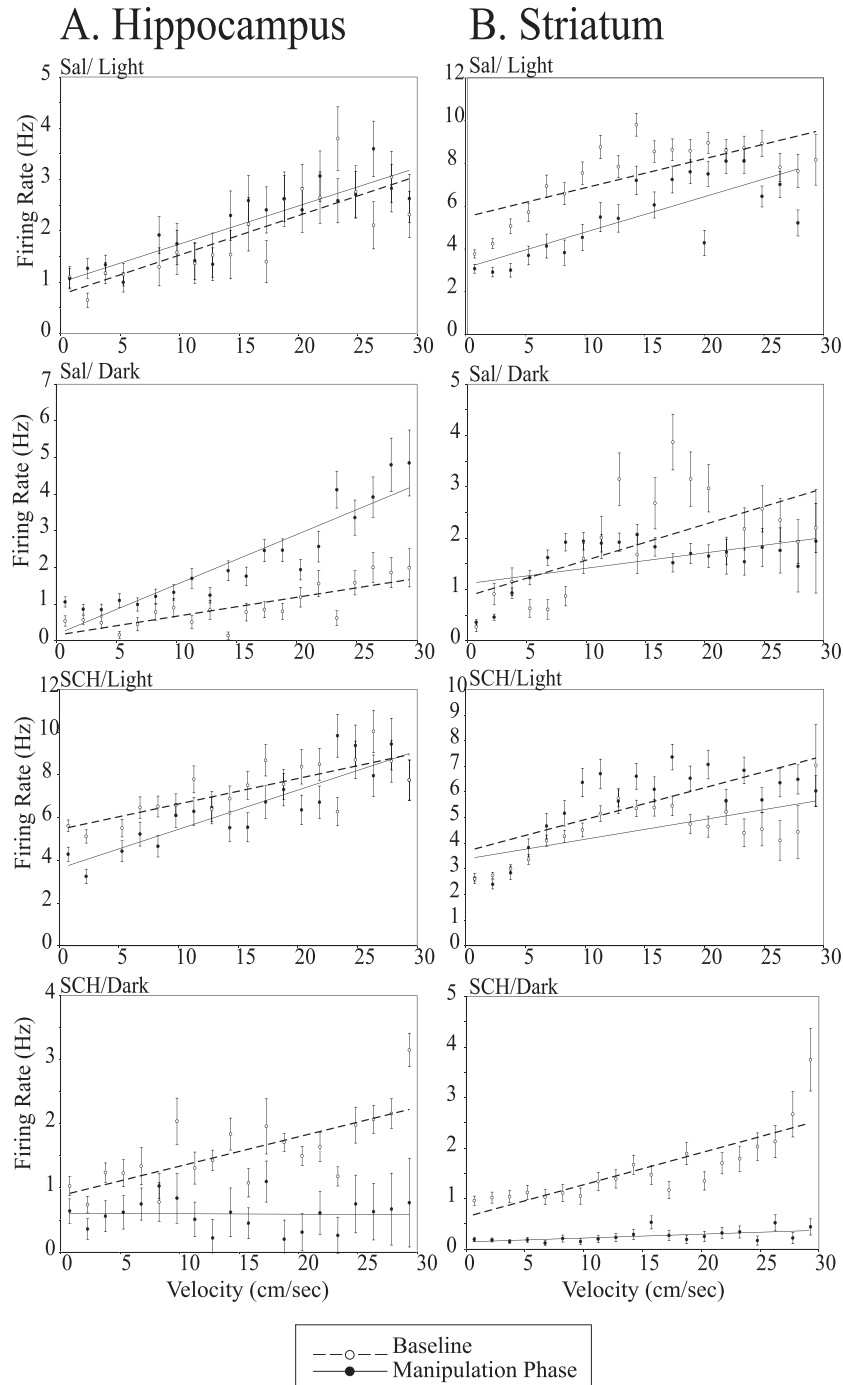 A. Hippocampus
B. Striatum
Sal/ Light
5
4
3
2
1
0
Firing Rate (Hz)
0 5 10 15 20 25 30
Sal/ Light
12
10
8
6
4
2
0
0 5 10 15 20 25 30
Sal/ Dark
7
6
5
4
3
2
1
0
Firing Rate (Hz)
0 5 10 15 20 25 30
Sal/ Dark
5
4
3
2
1
0
0 5 10 15 20 25 30
SCH/Light
12
10
8
6
4
2
0
Firing Rate (Hz)
0 5 10 15 20 25 30
SCH/Light
10
9
8
7
6
5
4
3
2
1
0
0 5 10 15 20 25 30
SCH/Dark
4
3
2
1
0
Firing Rate (Hz)
0 5 10 15 20 25 30
Velocity (cm/sec)
SCH/Dark
5
4
3
2
1
0
0 5 10 15 20 25 30
Velocity (cm/sec)
Baseline
Manipulation Phase